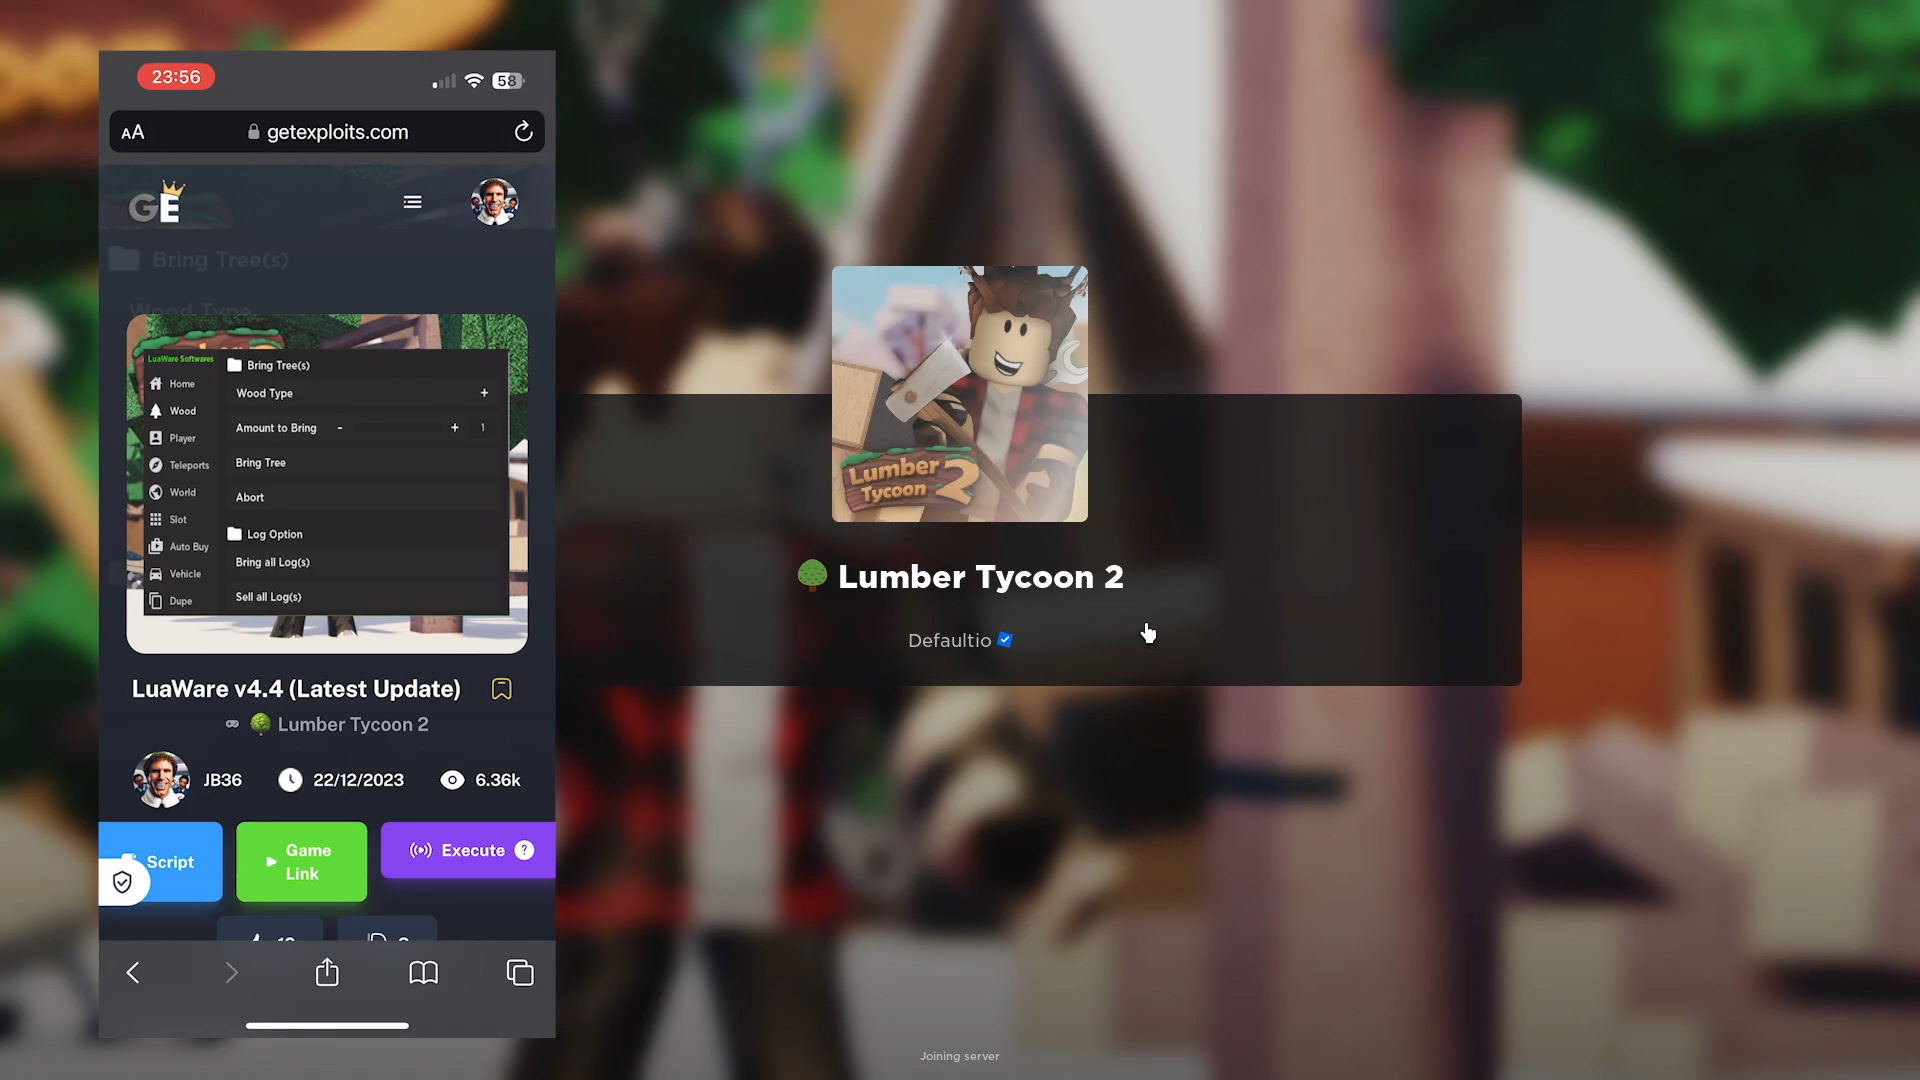 23:56
58
AA
getexploits.com
GE
Bring Tree(s)
Wood Type
LuaWare Softwares
Home
Wood
Player
Teleports
World
Slot
Auto Buy
Vehicle
Dupe
Bring Tree(s)
Wood Type +
Amount to Bring - + 1
Bring Tree
Abort
Log Option
Bring all Log(s)
Sell all Log(s)
LuaWare v4.4 (Latest Update)
Lumber Tycoon 2
JB36 22/12/2023 6.36k
Script
Game
Link
Execute ?
Lumber
Tycoon 2
Lumber Tycoon 2
Defaultio
Joining server